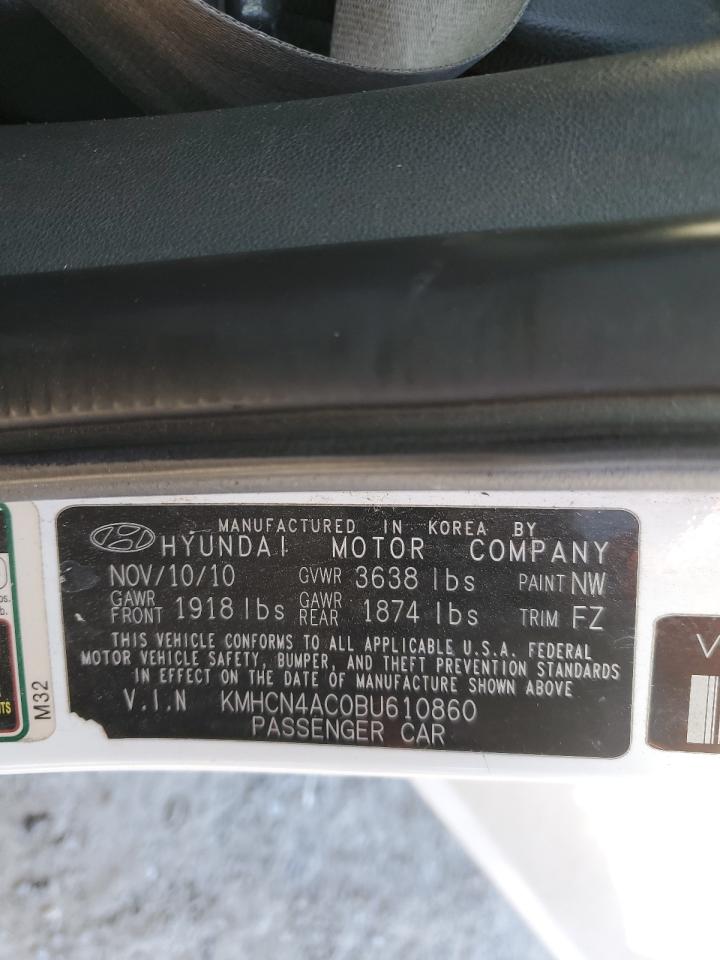 MANUFACTURED IN KOREA BY
HYUNDAI MOTOR COMPANY
NOV/10/10 GVWR 3638 lbs PAINT NW
GAWR FRONT 1918 lbs GAWR REAR 1874 lbs TRIM FZ
THIS VEHICLE CONFORMS TO ALL APPLICABLE U.S.A. FEDERAL
MOTOR VEHICLE SAFETY, BUMPER, AND THEFT PREVENTION STANDARDS
IN EFFECT ON THE DATE OF MANUFACTURE SHOWN ABOVE
V.I.N KMHCN4AC0BU610860
PASSENGER CAR
M32
V